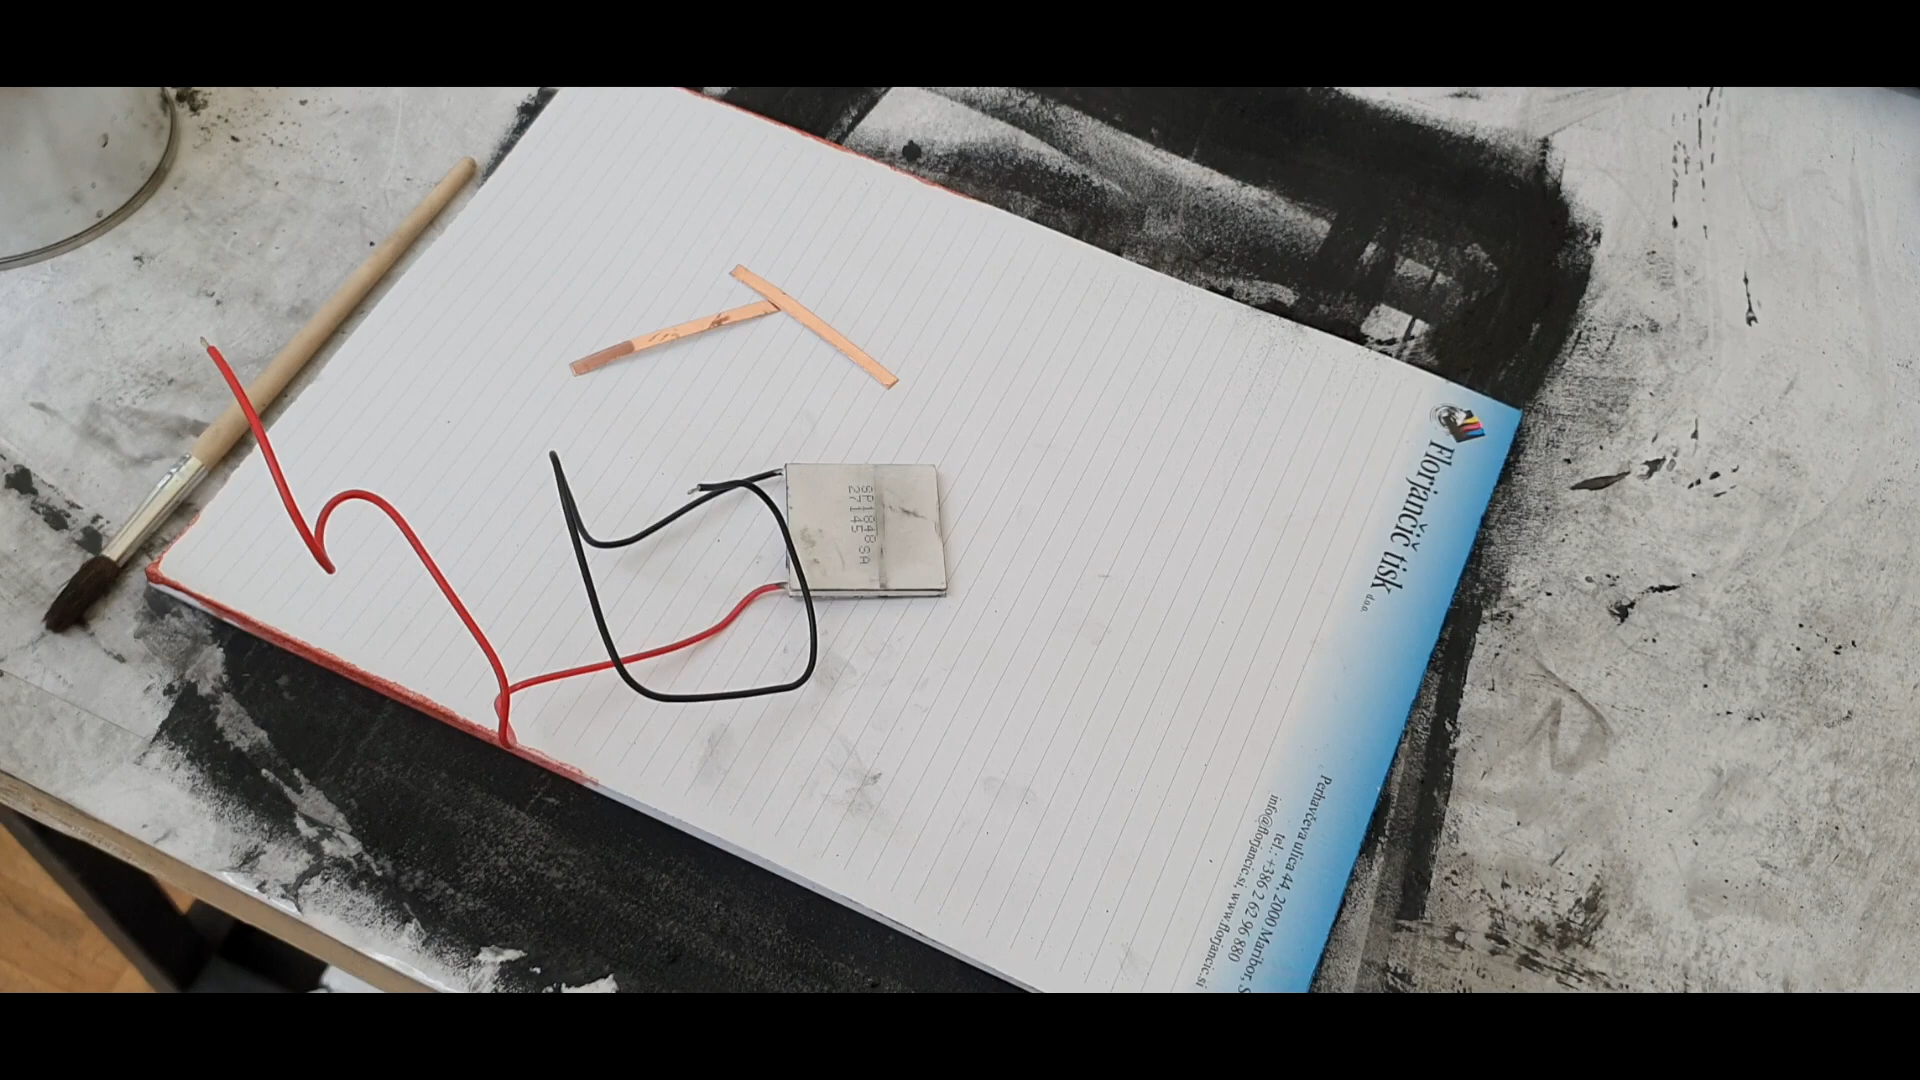 SP1848 SA
27145
Florjančič tisk d.o.o.
Perhavčeva ulica 44, 2000 Maribor, S
tel.: +386 2 62 96 880
info@florjancic.si, www.florjancic.si